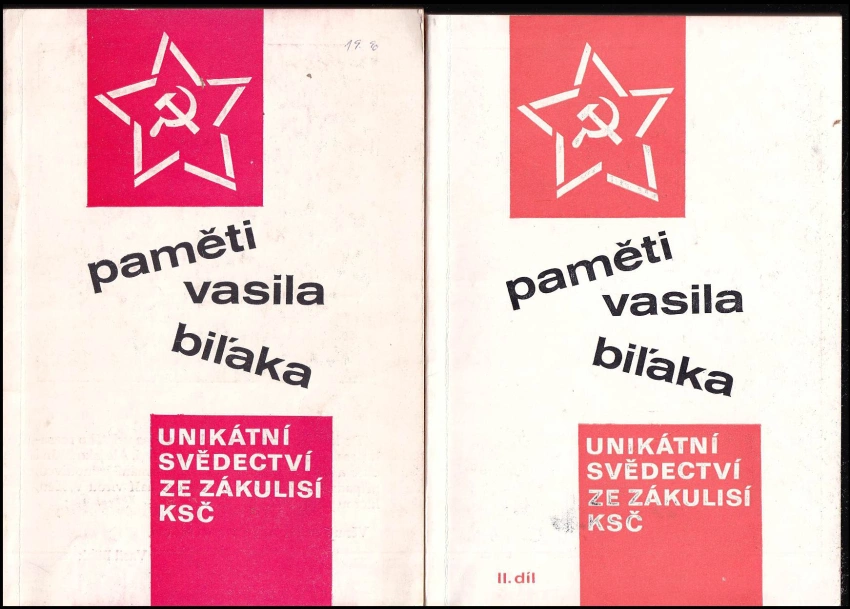 paměti
vasila
biľaka
UNIKÁTNÍ
SVĚDECTVÍ
ZE ZÁKULISÍ
KSČ
paměti
vasila
biľaka
UNIKÁTNÍ
SVĚDECTVÍ
ZE ZÁKULISÍ
KSČ
II. díl